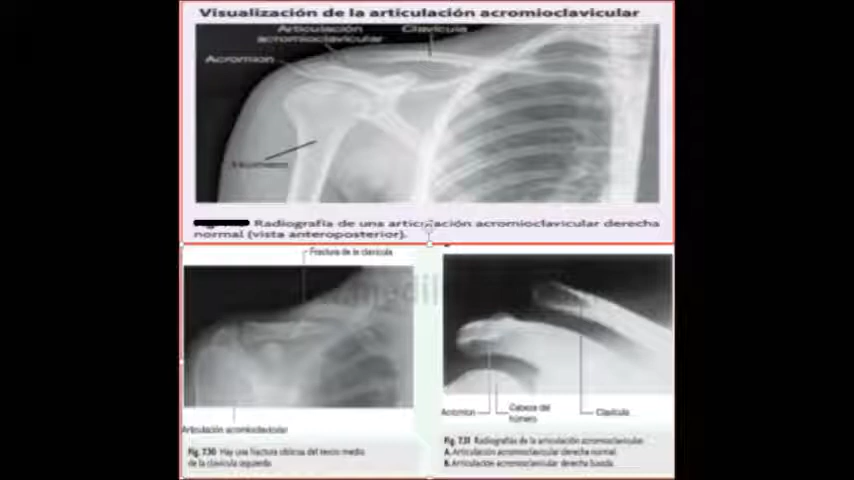 Visualización de la articulación acromioclavicular
Articulación
acromioclavicular
Clavícula
Acromion
Húmero
Radiografía de una articulación acromioclavicular derecha
normal (vista anteroposterior).
Fractura de la clavícula
Articulación acromioclavicular
Fig. 7.30 Hay una fractura oblicua del tercio medio
de la clavícula izquierda
Acromion
Cabeza del
húmero
Clavícula
Fig. 7.31 Radiografías de la articulación acromioclavicular.
A. Articulación acromioclavicular derecha normal.
B. Articulación acromioclavicular derecha luxada.